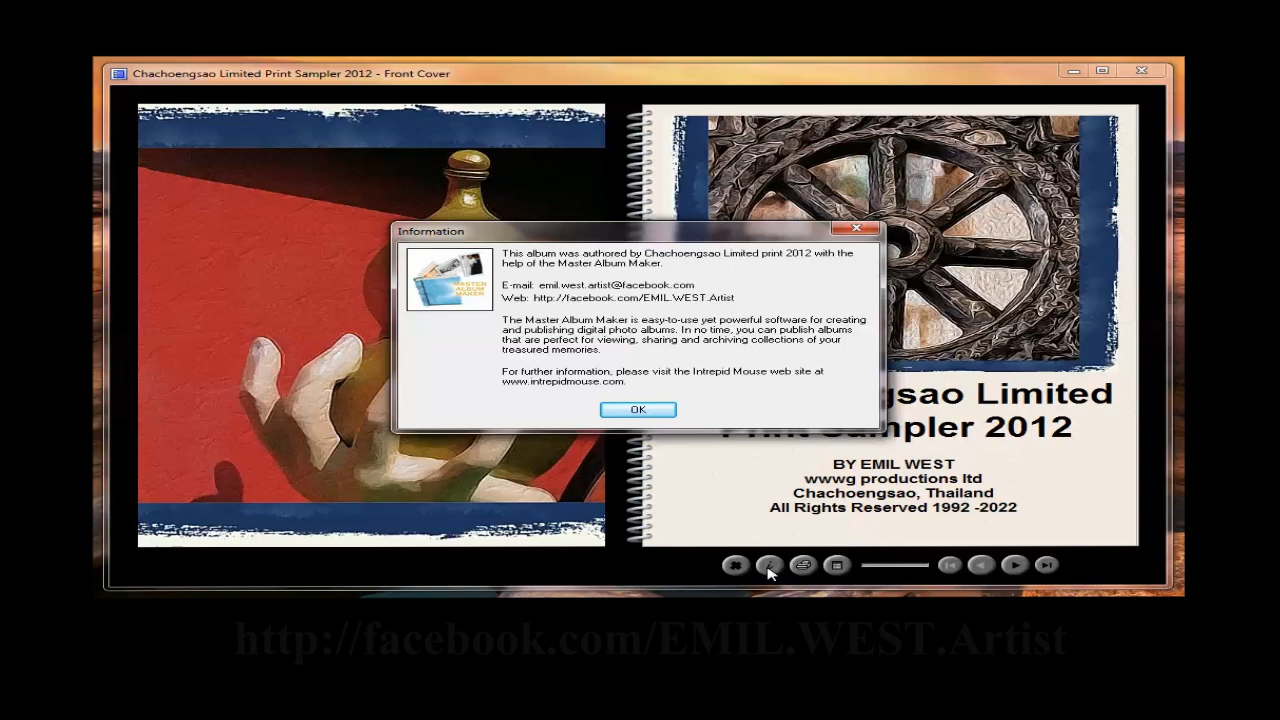 Chachoengsao Limited Print Sampler 2012 - Front Cover
Information
This album was authored by Chachoengsao Limited print 2012 with the
help of the Master Album Maker.
E-mail: emil.west.artist@facebook.com
Web: http://facebook.com/EMIL.WEST.Artist
The Master Album Maker is easy-to-use yet powerful software for creating
and publishing digital photo albums. In no time, you can publish albums
that are perfect for viewing, sharing and archiving collections of your
treasured memories.
For further information, please visit the Intrepid Mouse web site at
www.intrepidmouse.com.
OK
MASTER
ALBUM
MAKER
gsao Limited
Print Sampler 2012
BY EMIL WEST
wwwg productions ltd
Chachoengsao, Thailand
All Rights Reserved 1992 -2022
http://facebook.com/EMIL.WEST.Artist